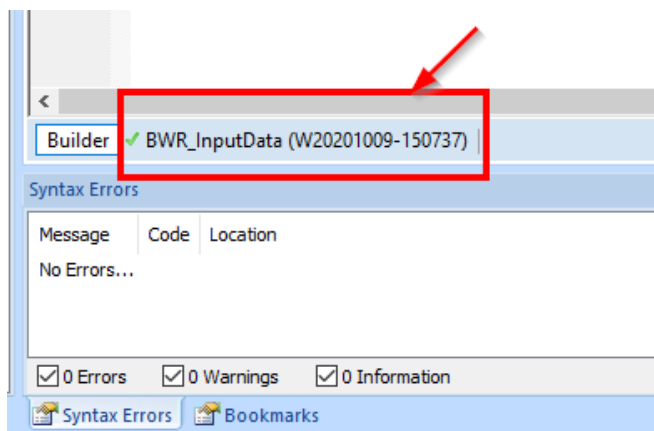 Builder BWR_InputData (W20201009-150737)
Syntax Errors
Message Code Location
No Errors...
0 Errors 0 Warnings 0 Information
Syntax Errors Bookmarks